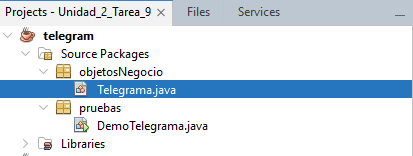 Projects - Unidad_2_Tarea_9 Files Services
telegram
Source Packages
objetosNegocio
Telegrama.java
pruebas
DemoTelegrama.java
Libraries